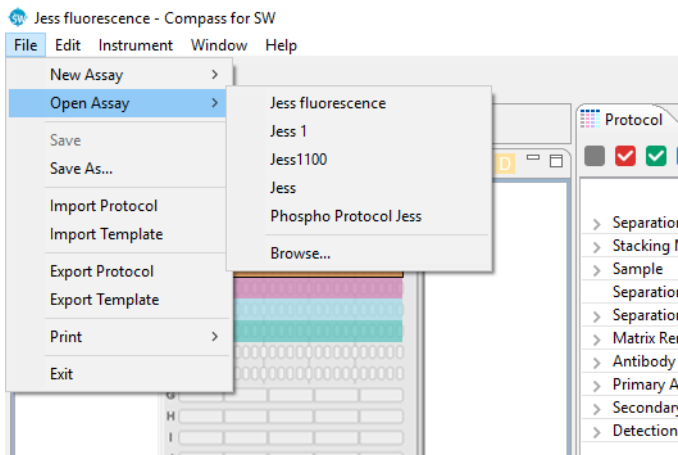 Jess fluorescence - Compass for SW
File Edit Instrument Window Help
New Assay
Open Assay
Save
Save As...
Import Protocol
Import Template
Export Protocol
Export Template
Print
Exit
Jess fluorescence
Jess 1
Jess1100
Jess
Phospho Protocol Jess
Browse...
D
G
H
I
Protocol
Separation
Stacking
Sample
Separation
Separation
Matrix
Antibody
Primary A
Secondary
Detection